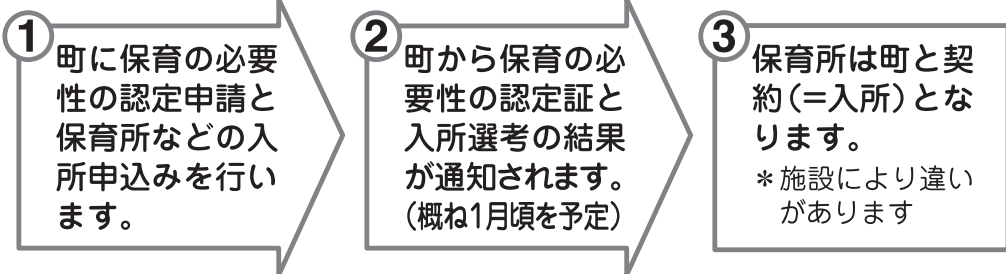 ①
町に保育の必要
性の認定申請と
保育所などの入
所申込みを行い
ます。
②
町から保育の必
要性の認定証と
入所選考の結果
が通知されます。
(概ね1月頃を予定)
③
保育所は町と契
約(=入所)とな
ります。
＊施設により違い
があります